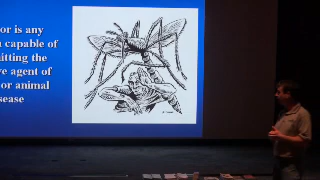 or is any
capable of
itting the
e agent of
or animal
sease